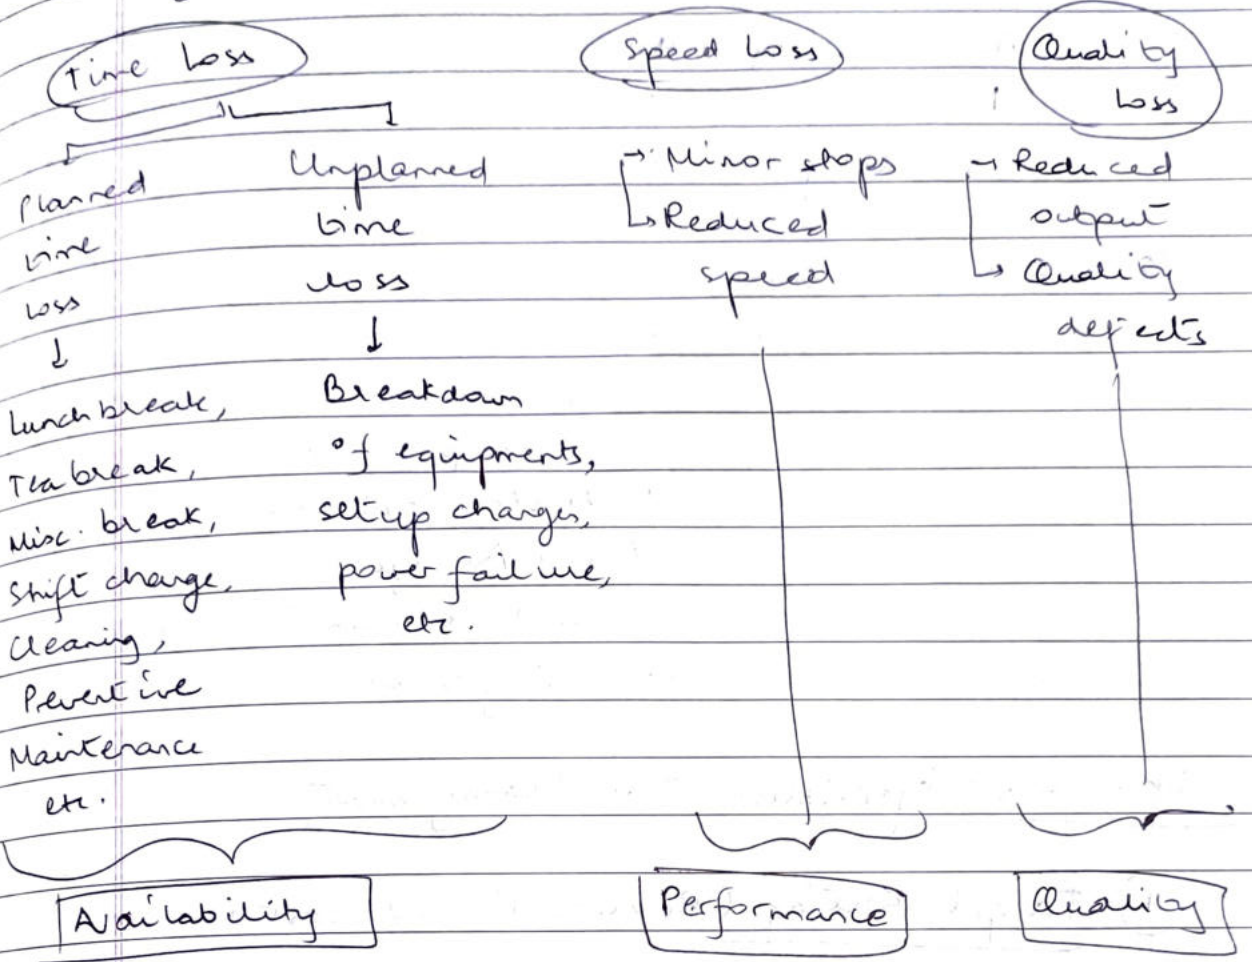 Time Loss
Speed Loss
Quality
Loss
Planned
time
loss
Lunch break,
Tea break,
Misc. break,
Shift change,
Cleaning,
Peventive
Maintenance
etc.
Unplanned
time
loss
Breakdown
of equipments,
setup changes,
power failure,
etc.
Minor stops
Reduced
speed
Reduced
output
Quality
defects
Availability
Performance
Quality